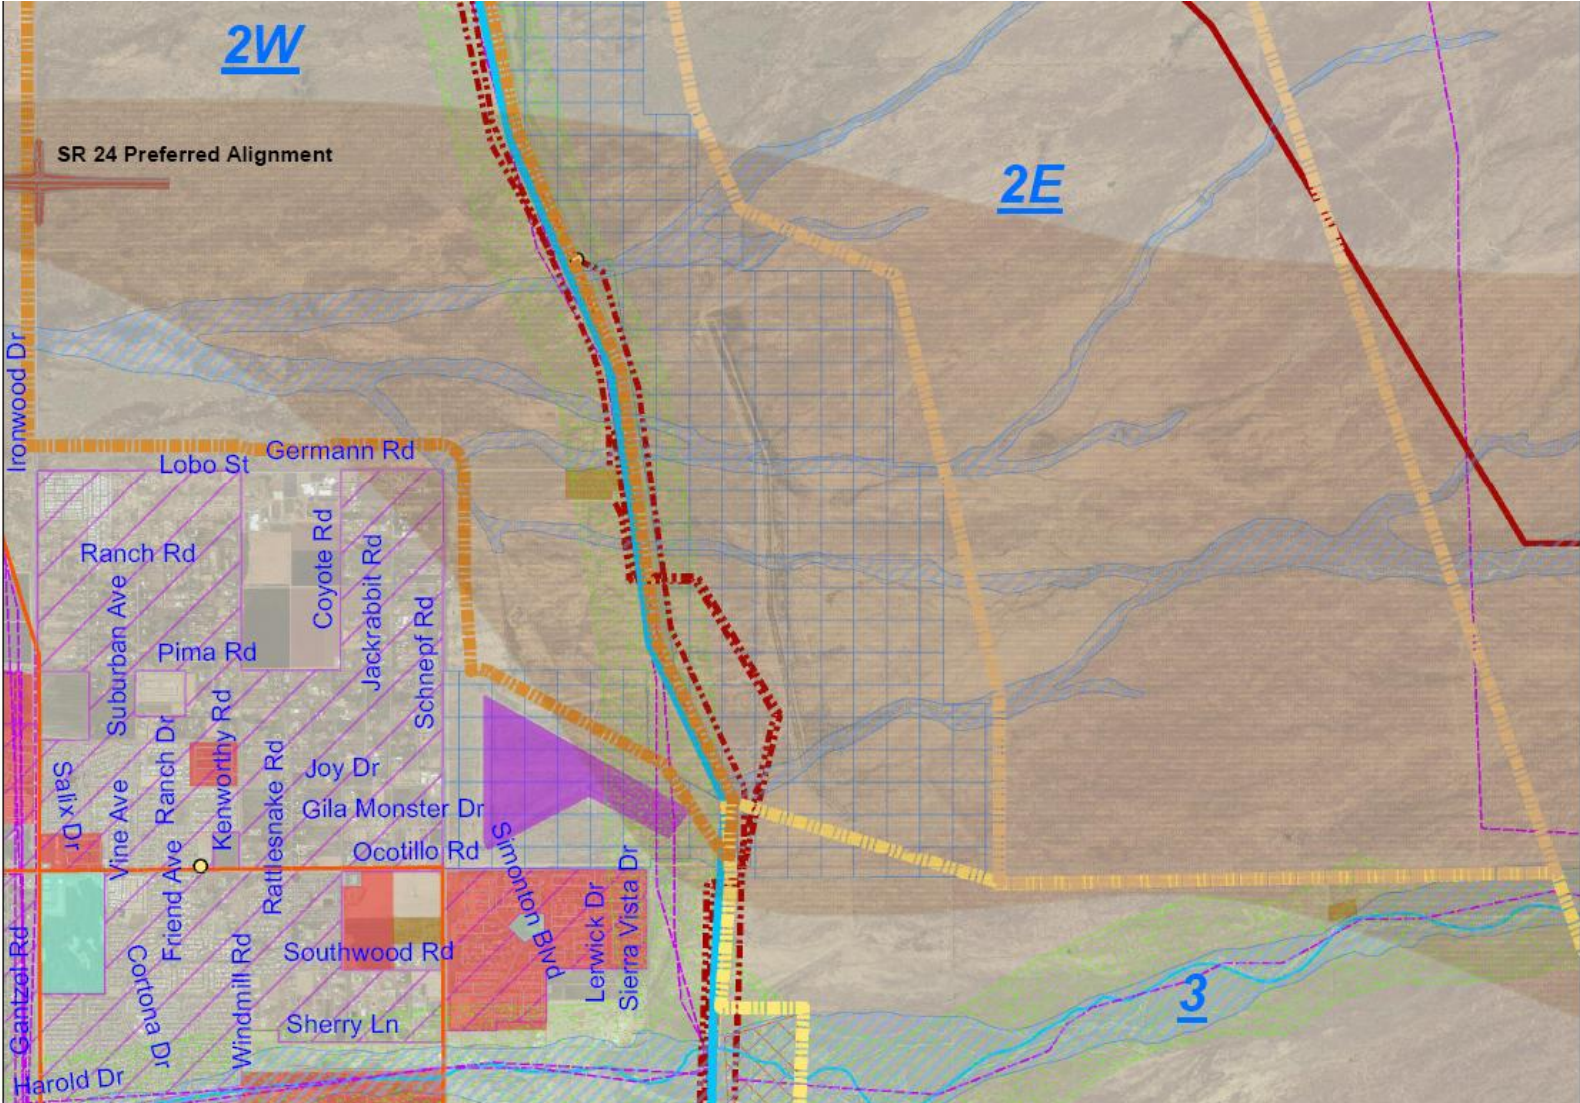 2W
SR 24 Preferred Alignment
2E
Ironwood Dr
Germann Rd
Lobo St
Ranch Rd
Coyote Rd
Jackrabbit Rd
Suburban Ave
Schnepf Rd
Pima Rd
Ranch Dr
Kenworthy Rd
Rattlesnake Rd
Joy Dr
Salix Dr
Vine Ave
Gila Monster Dr
Ocotillo Rd
Simonton Blvd
Friend Ave
Lerwick Dr
Sierra Vista Dr
Gantzel Rd
Cortona Dr
Windmill Rd
Southwood Rd
Sherry Ln
Harold Dr
3